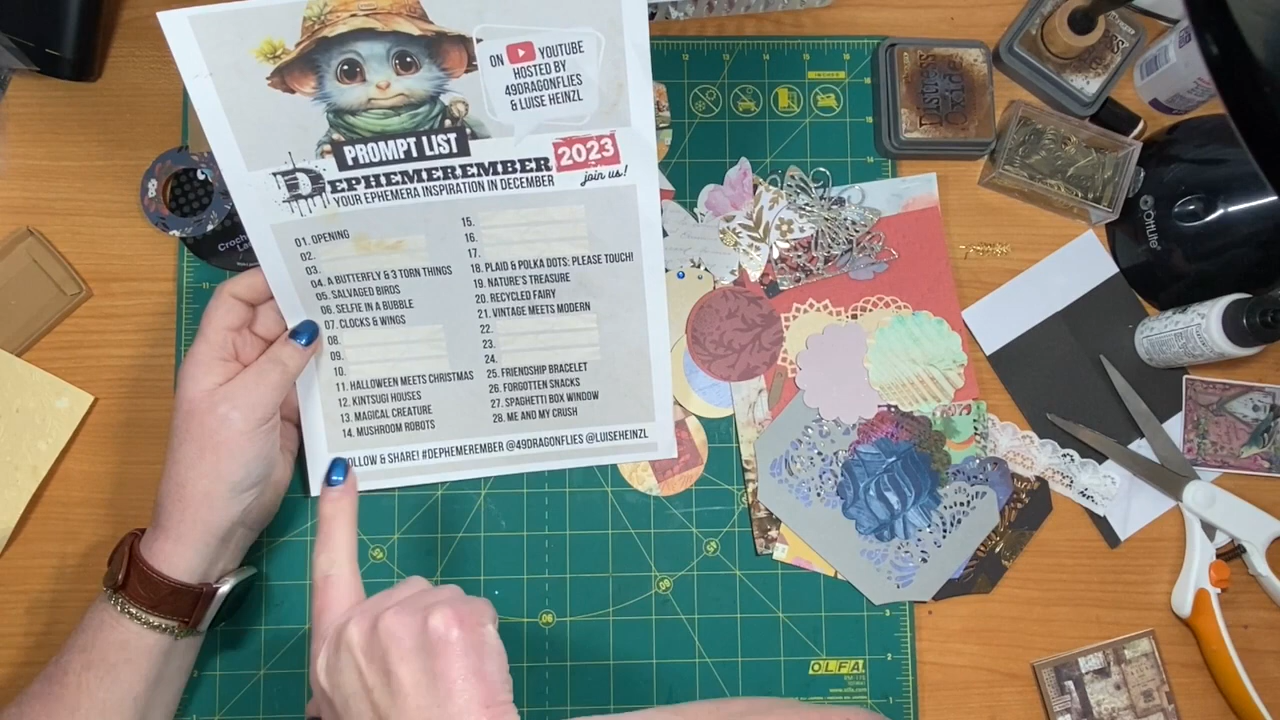 ON YOUTUBE
HOSTED BY
49DRAGONFLIES
& LUISE HEINZL
PROMPT LIST
DEPHEMEREMBER 2023
YOUR EPHEMERA INSPIRATION IN DECEMBER
join us!
01. OPENING
02.
03.
04. A BUTTERFLY & 3 TORN THINGS
05. SALVAGED BIRDS
06. SELFIE IN A BUBBLE
07. CLOCKS & WINGS
08.
09.
10.
11. HALLOWEEN MEETS CHRISTMAS
12. KINTSUGI HOUSES
13. MAGICAL CREATURE
14. MUSHROOM ROBOTS
15.
16.
17.
18. PLAID & POLKA DOTS: PLEASE TOUCH!
19. NATURE'S TREASURE
20. RECYCLED FAIRY
21. VINTAGE MEETS MODERN
22.
23.
24.
25. FRIENDSHIP BRACELET
26. FORGOTTEN SNACKS
27. SPAGHETTI BOX WINDOW
28. ME AND MY CRUSH
OLLOW & SHARE! #DEPHEMEREMBER @49DRAGONFLIES @LUISEHEINZL
Distress
Oxide
OttLite
OLFA